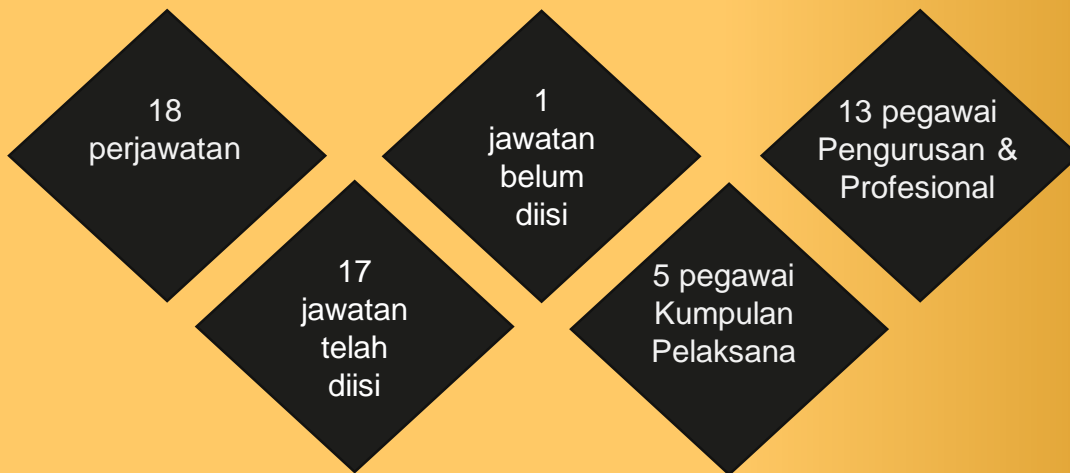 18
perjawatan
17
jawatan
telah
diisi
1
jawatan
belum
diisi
5 pegawai
Kumpulan
Pelaksana
13 pegawai
Pengurusan &
Profesional